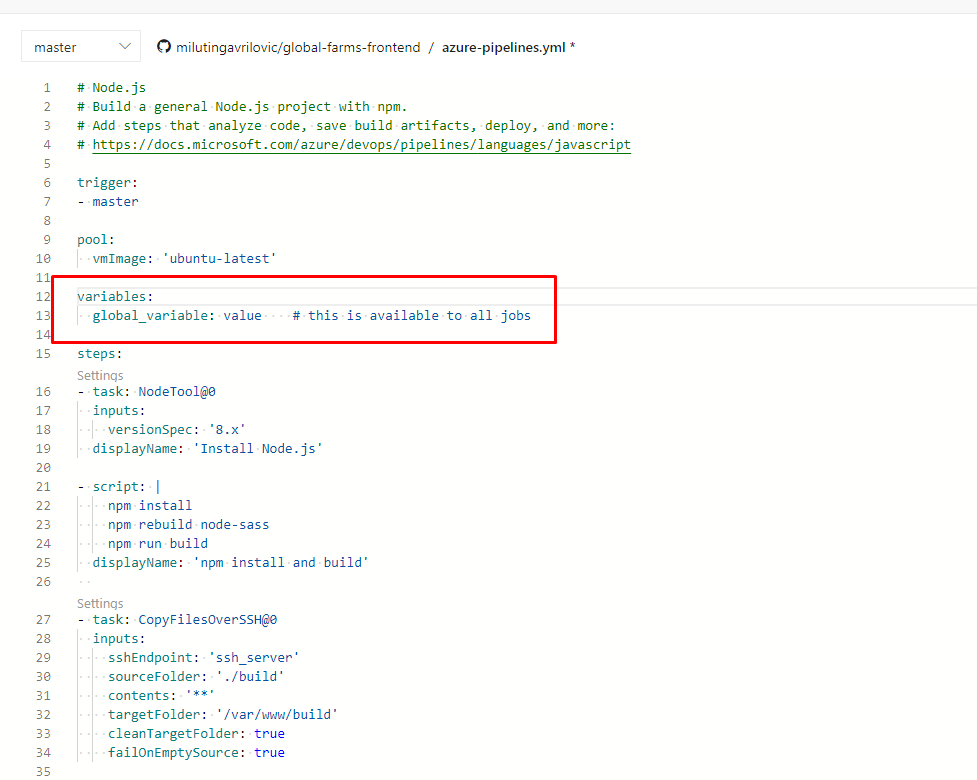 master milutingavrilovic/global-farms-frontend / azure-pipelines.yml *
1 # Node.js
2 # Build a general Node.js project with npm.
3 # Add steps that analyze code, save build artifacts, deploy, and more:
4 # https://docs.microsoft.com/azure/devops/pipelines/languages/javascript
5
6 trigger:
7 - master
8
9 pool:
10   vmImage: 'ubuntu-latest'
11
12 variables:
13   global_variable: value    # this is available to all jobs
14
15 steps:
Settings
16 - task: NodeTool@0
17   inputs:
18     versionSpec: '8.x'
19   displayName: 'Install Node.js'
20
21 - script: |
22     npm install
23     npm rebuild node-sass
24     npm run build
25   displayName: 'npm install and build'
26
Settings
27 - task: CopyFilesOverSSH@0
28   inputs:
29     sshEndpoint: 'ssh_server'
30     sourceFolder: './build'
31     contents: '**'
32     targetFolder: '/var/www/build'
33     cleanTargetFolder: true
34     failOnEmptySource: true
35